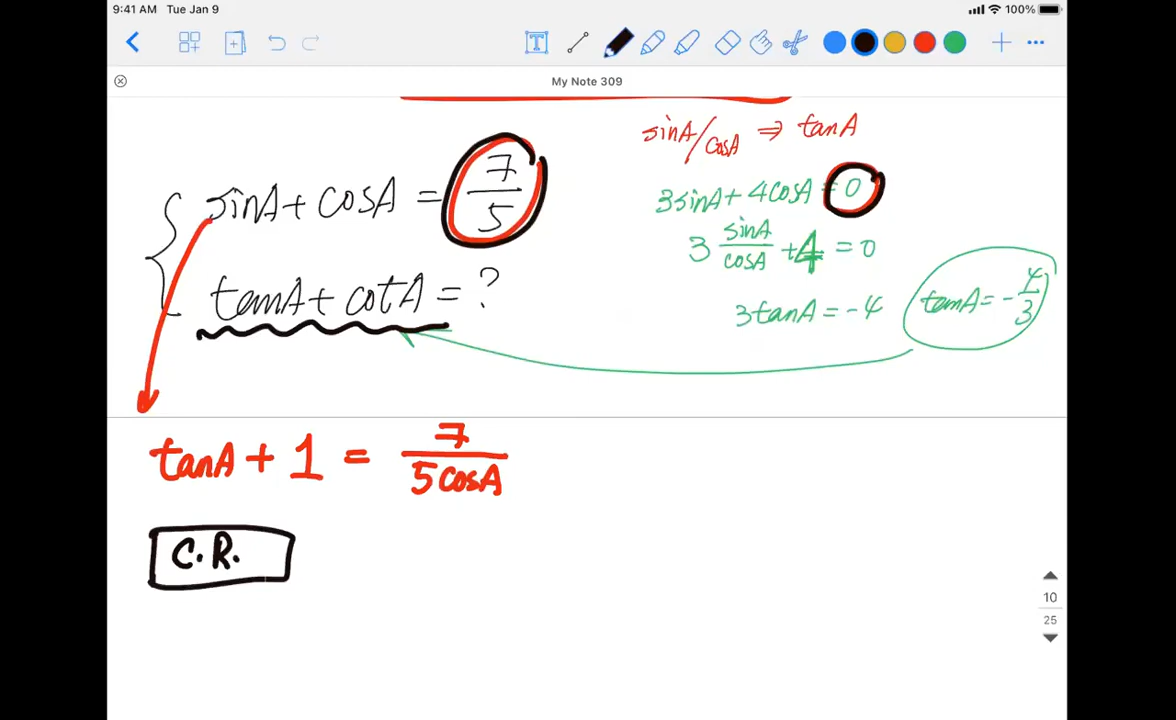 9:41 AM Tue Jan 9
100%
My Note 309
sinA/cosA ⇒ tanA
sinA + cosA = 7/5
3sinA + 4cosA = 0
3 sinA/cosA + 4 = 0
tanA + cotA = ?
3tanA = -4
tanA = -4/3
tanA + 1 = 7/5cosA
C.R.
10
25